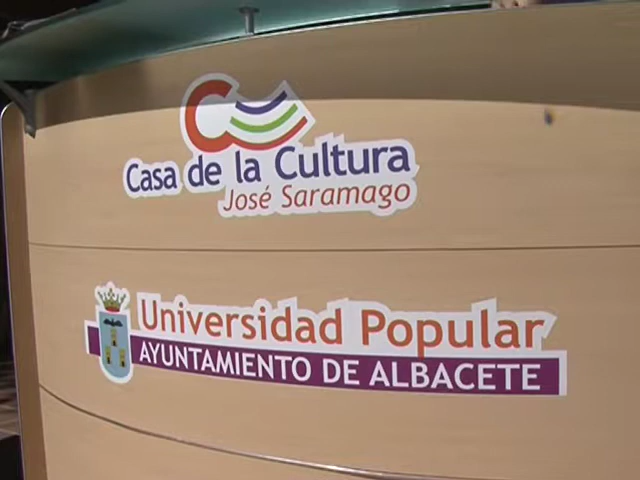 Casa de la Cultura
José Saramago
Universidad Popular
AYUNTAMIENTO DE ALBACETE